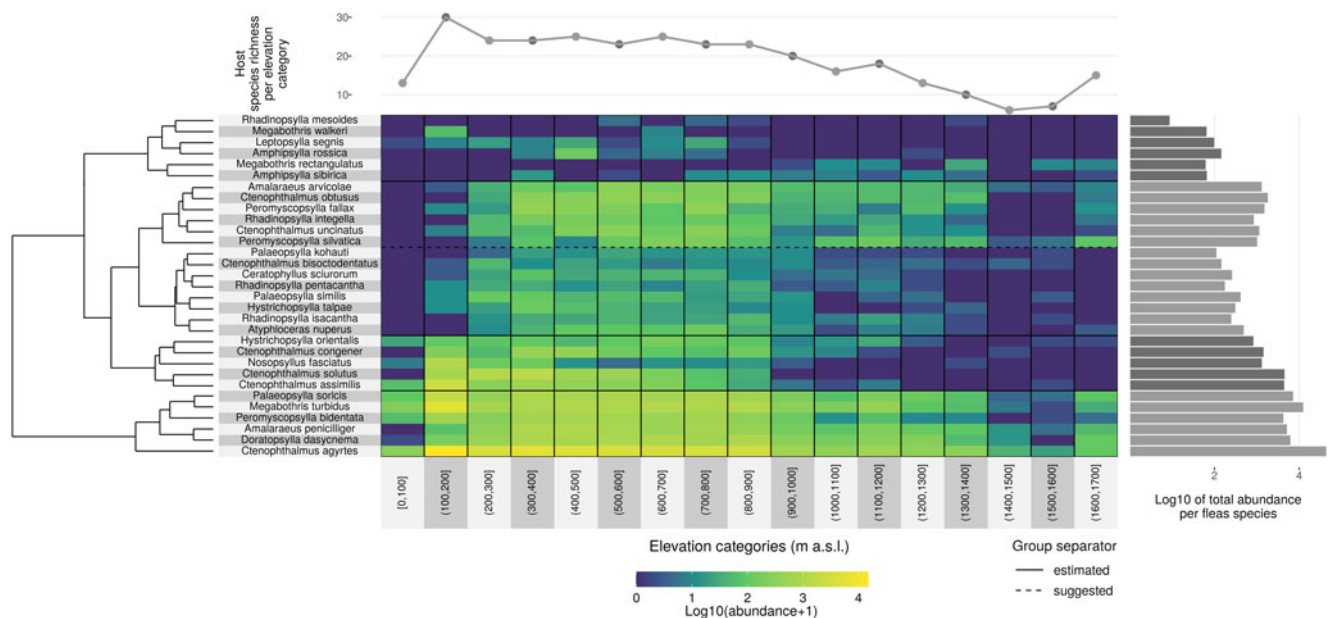 Host
species richness
per elevation
category
30
20
10
Rhadinopsylla mesoides
Megabothris walkeri
Leptopsylla segnis
Amphipsylla rossica
Megabothris rectangulatus
Amphipsylla sibirica
Amalaraeus arvicolae
Ctenophthalmus obtusus
Peromyscopsylla fallax
Rhadinopsylla integella
Ctenophthalmus uncinatus
Peromyscopsylla silvatica
Palaeopsylla kohauti
Ctenophthalmus bisoctodentatus
Ceratophyllus sciurorum
Rhadinopsylla pentacantha
Palaeopsylla similis
Hystrichopsylla talpae
Rhadinopsylla isacantha
Atyphloceras nuperus
Hystrichopsylla orientalis
Ctenophthalmus congener
Nosopsyllus fasciatus
Ctenophthalmus solutus
Ctenophthalmus assimilis
Palaeopsylla soricis
Megabothris turbidus
Peromyscopsylla bidentata
Amalaraeus penicilliger
Doratopsylla dasycnema
Ctenophthalmus agyrtes
[0,100]
(100,200]
(200,300]
(300,400]
(400,500]
(500,600]
(600,700]
(700,800]
(800,900]
(900,1000]
(1000,1100]
(1100,1200]
(1200,1300]
(1300,1400]
(1400,1500]
(1500,1600]
(1600,1700]
2 4
Log10 of total abundance
per fleas species
Elevation categories (m a.s.l.)
0 1 2 3 4
Log10(abundance+1)
Group separator
estimated
suggested